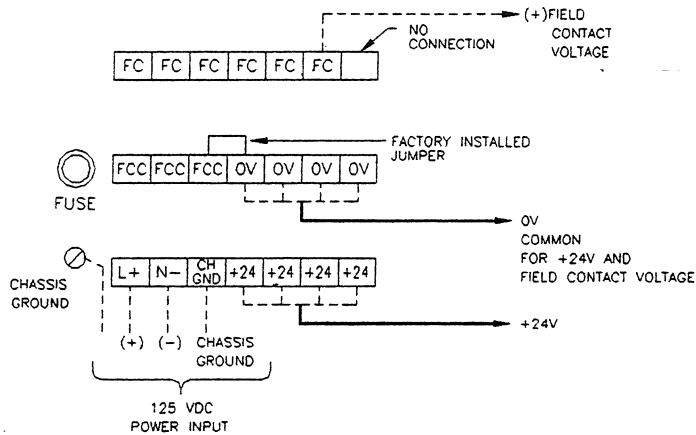 (+)FIELD
CONTACT
VOLTAGE
NO
CONNECTION
FC FC FC FC FC FC
FACTORY INSTALLED
JUMPER
FCC FCC FCC 0V 0V 0V 0V
FUSE
0V
COMMON
FOR +24V AND
FIELD CONTACT VOLTAGE
L+ N- CH GND +24 +24 +24 +24
CHASSIS
GROUND
+24V
(+) (-) CHASSIS
GROUND
125 VDC
POWER INPUT